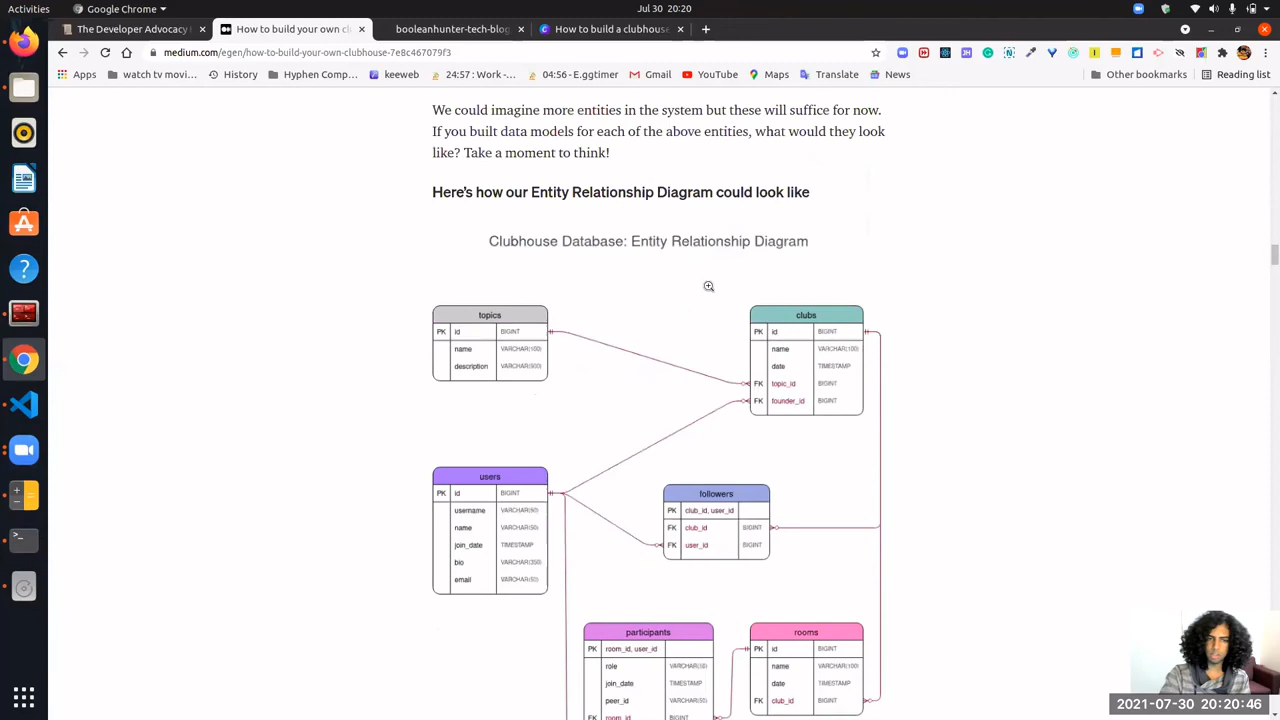 Activities
Google Chrome
Jul 30 20:20
The Developer Advocacy
How to build your own cl
booleanhunter-tech-blog
How to build a clubhouse
medium.com/egen/how-to-build-your-own-clubhouse-7e8c467079f3
Apps
watch tv movi...
History
Hyphen Comp...
keeweb
24:57 : Work -...
04:56 - E.ggtimer
Gmail
YouTube
Maps
Translate
News
Other bookmarks
Reading list
We could imagine more entities in the system but these will suffice for now.
If you built data models for each of the above entities, what would they look
like? Take a moment to think!
Here's how our Entity Relationship Diagram could look like
Clubhouse Database: Entity Relationship Diagram
topics
PK id BIGINT
name VARCHAR(100)
description VARCHAR(500)
clubs
PK id BIGINT
name VARCHAR(100)
date TIMESTAMP
FK topic_id BIGINT
FK founder_id BIGINT
users
PK id BIGINT
username VARCHAR(50)
name VARCHAR(50)
join_date TIMESTAMP
bio VARCHAR(350)
email VARCHAR(50)
followers
PK club_id, user_id
FK club_id BIGINT
FK user_id BIGINT
participants
PK room_id, user_id
role VARCHAR(50)
join_date TIMESTAMP
peer_id VARCHAR(50)
FK room_id BIGINT
rooms
PK id BIGINT
name VARCHAR(100)
date TIMESTAMP
FK club_id BIGINT
2021-07-30 20:20:46